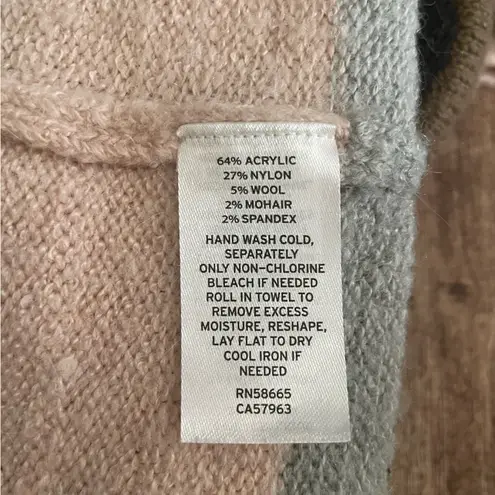 64% ACRYLIC
27% NYLON
5% WOOL
2% MOHAIR
2% SPANDEX
HAND WASH COLD,
SEPARATELY
ONLY NON-CHLORINE
BLEACH IF NEEDED
ROLL IN TOWEL TO
REMOVE EXCESS
MOISTURE, RESHAPE,
LAY FLAT TO DRY
COOL IRON IF
NEEDED
RN58665
CA57963